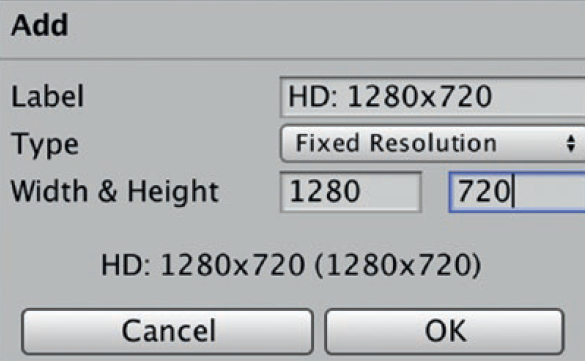 Add
Label HD: 1280x720
Type Fixed Resolution
Width & Height 1280 720
HD: 1280x720 (1280x720)
Cancel OK